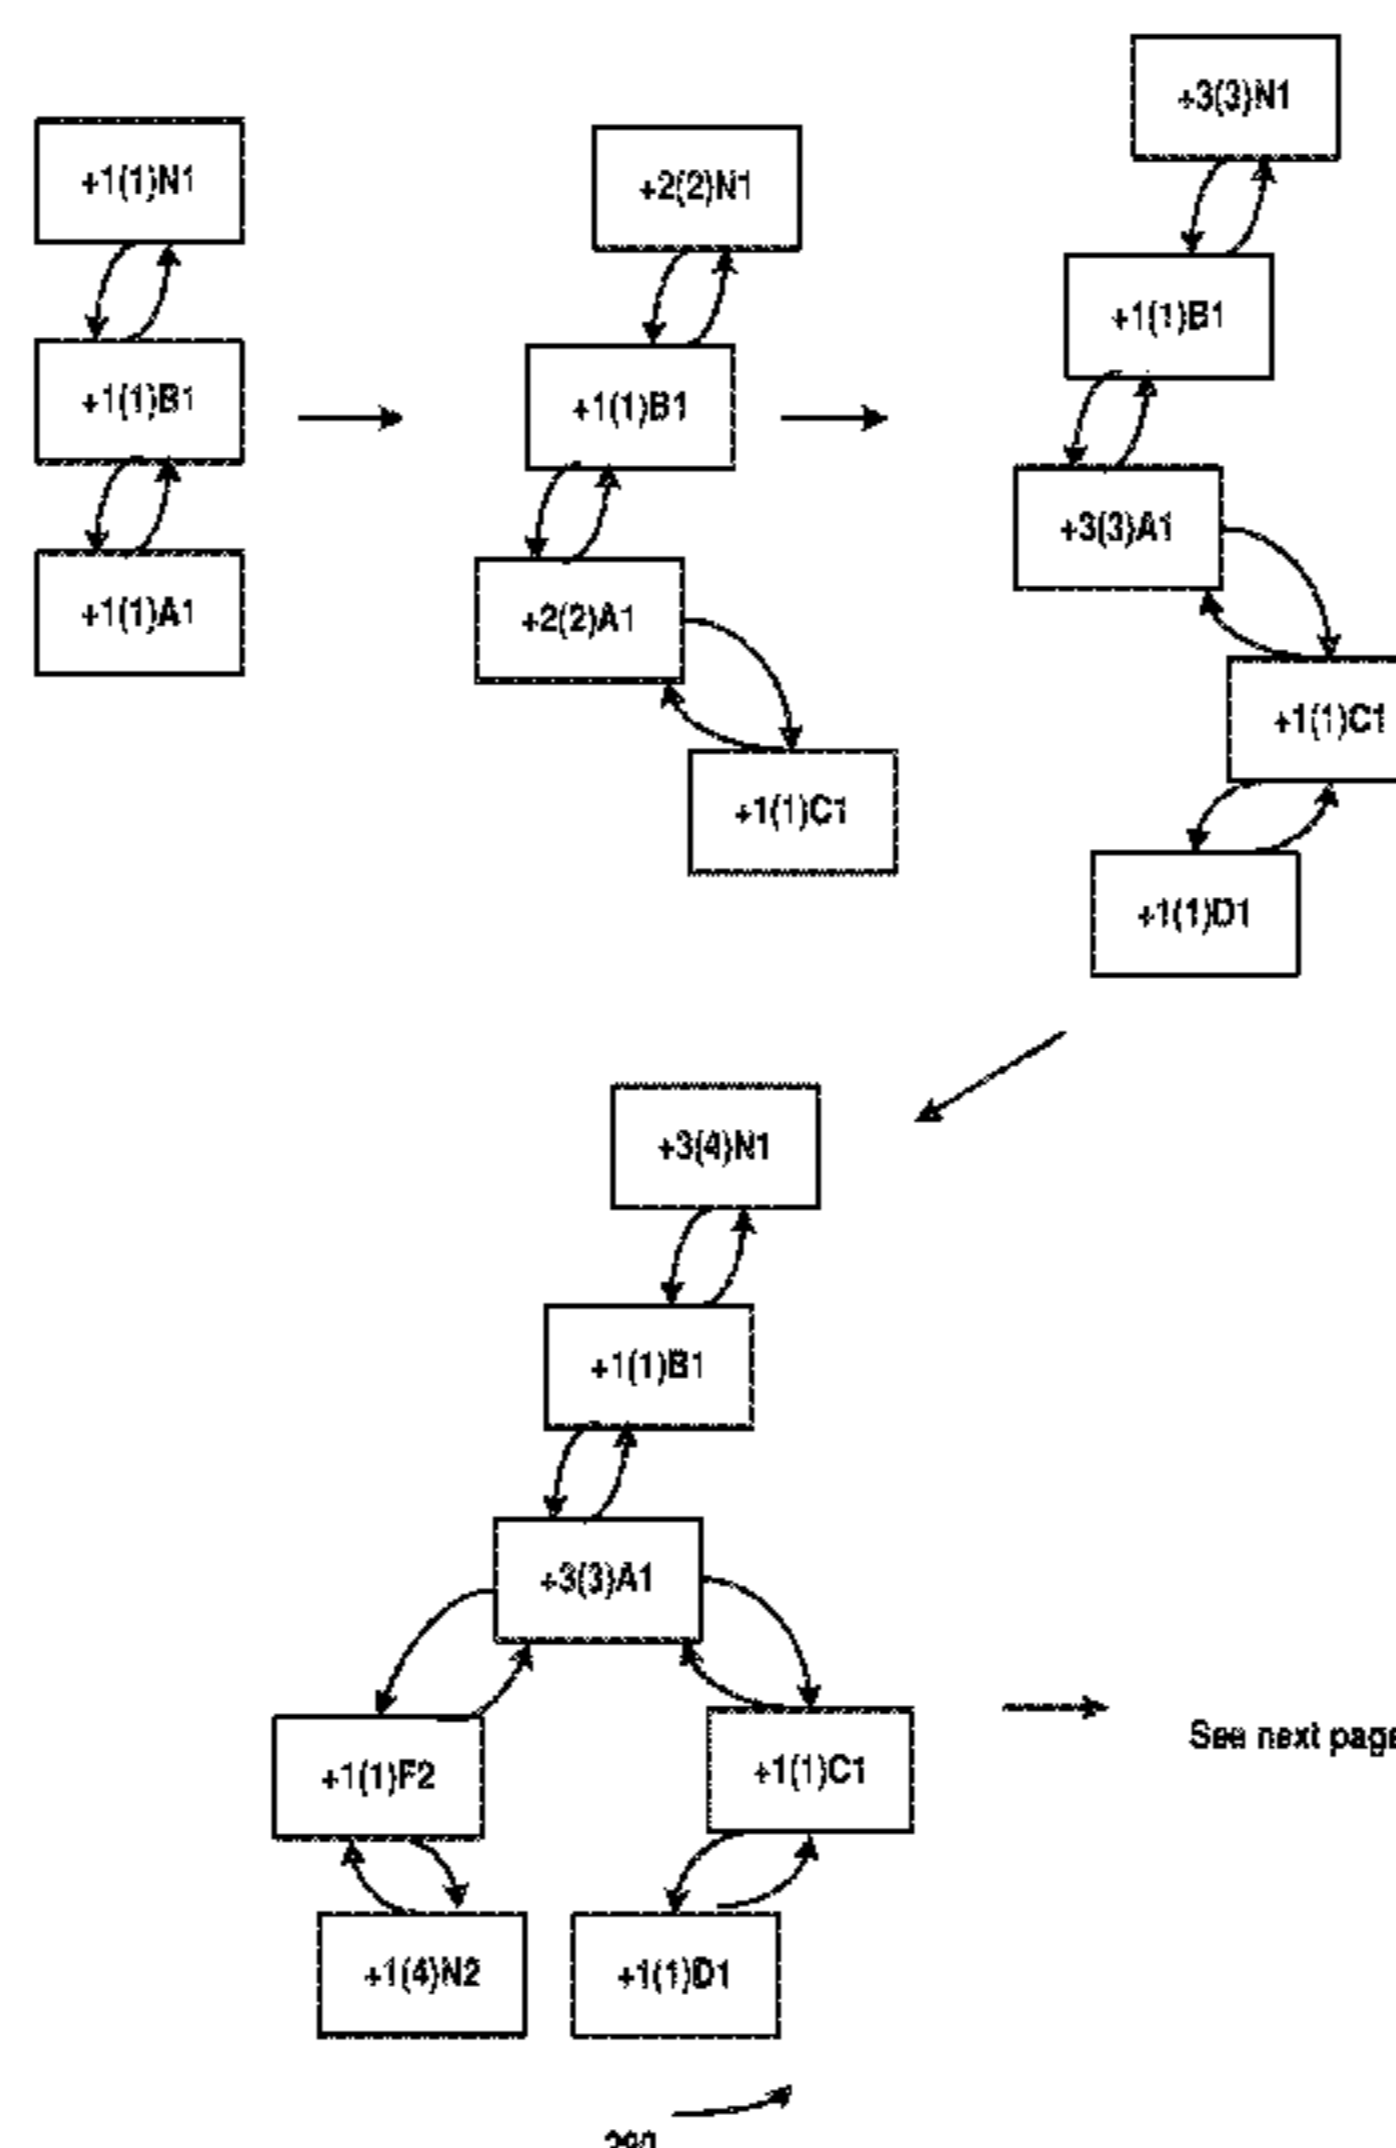 +1(1)N1
+1(1)B1
+1(1)A1
+2(2)N1
+1(1)B1
+2(2)A1
+1(1)C1
+3(3)N1
+1(1)B1
+3(3)A1
+1(1)C1
+1(1)D1
+3(4)N1
+1(1)B1
+3(3)A1
+1(1)F2
+1(1)C1
+1(4)N2
+1(1)D1
See next page